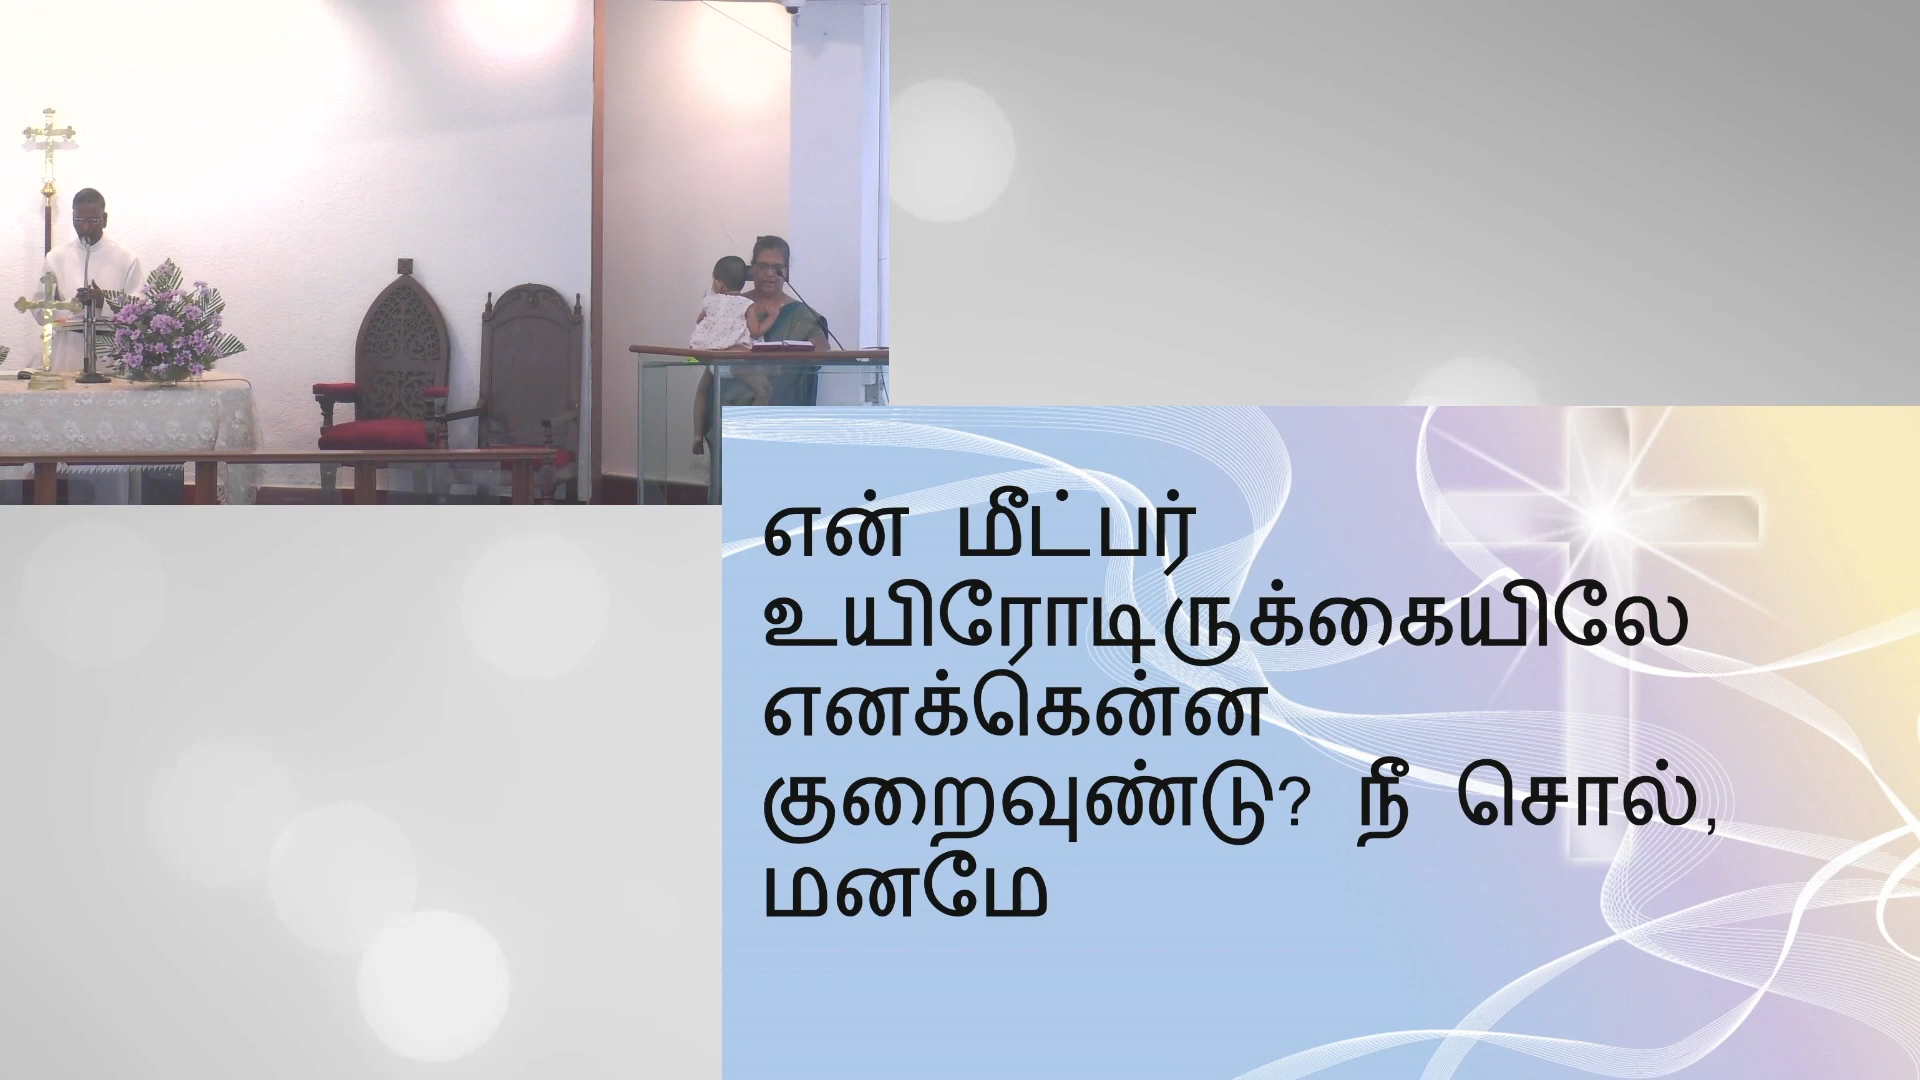 என் மீட்பர்
உயிரோடிருக்கையிலே
எனக்கென்ன
குறைவுண்டு? நீ சொல்,
மனமே